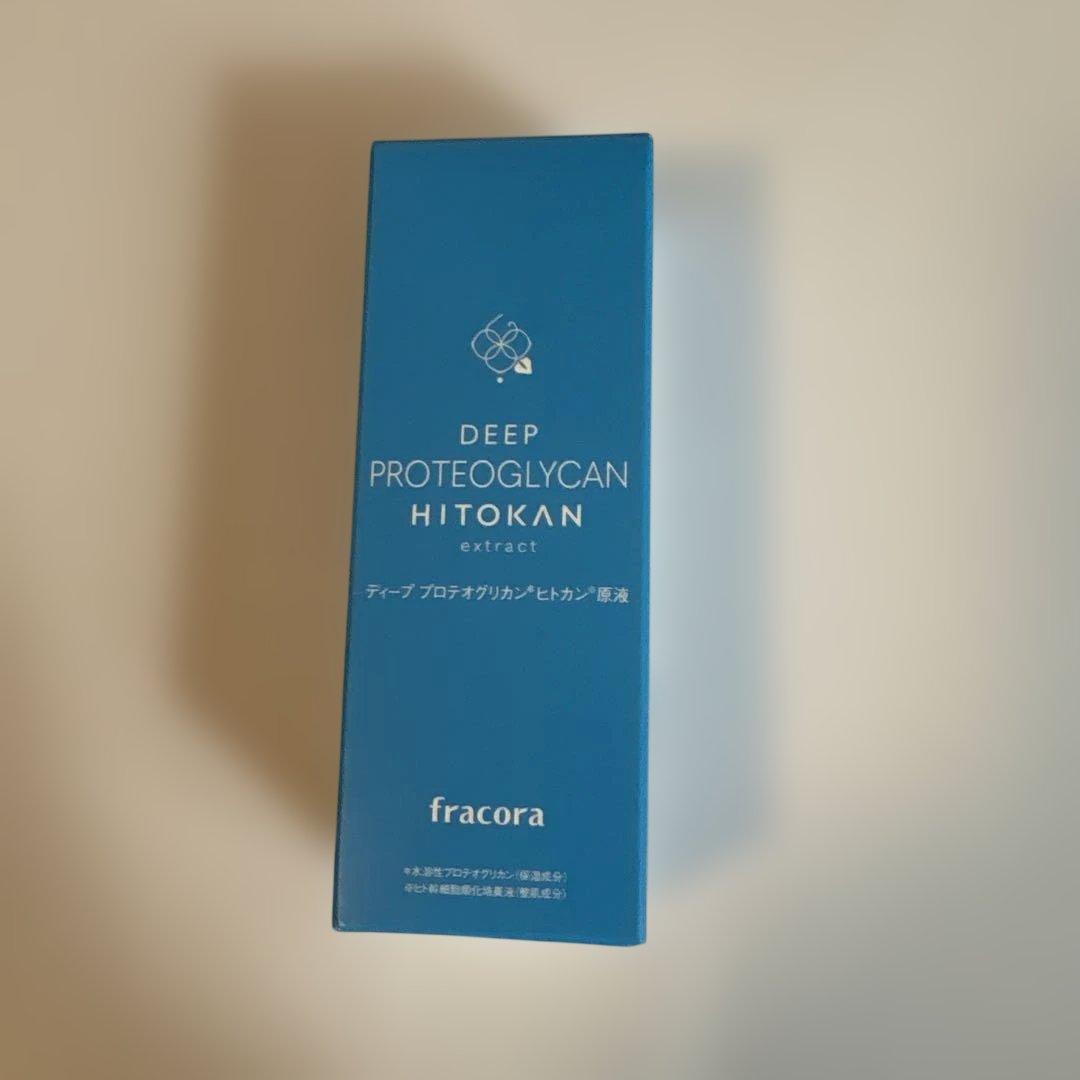 DEEP
PROTEOGLYCAN
HITOKAN
extract
ディープ プロテオグリカン*ヒトカン※原液
fracora
*水溶性プロテオグリカン(保湿成分)
※ヒト幹細胞順化培養液(整肌成分)